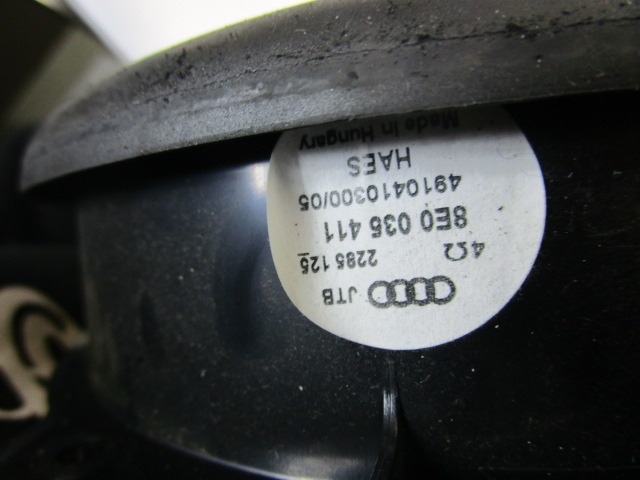 JTB
4Ω 2285 125
8E0 035 411
4910410300/05
HAES
Made in Hungary